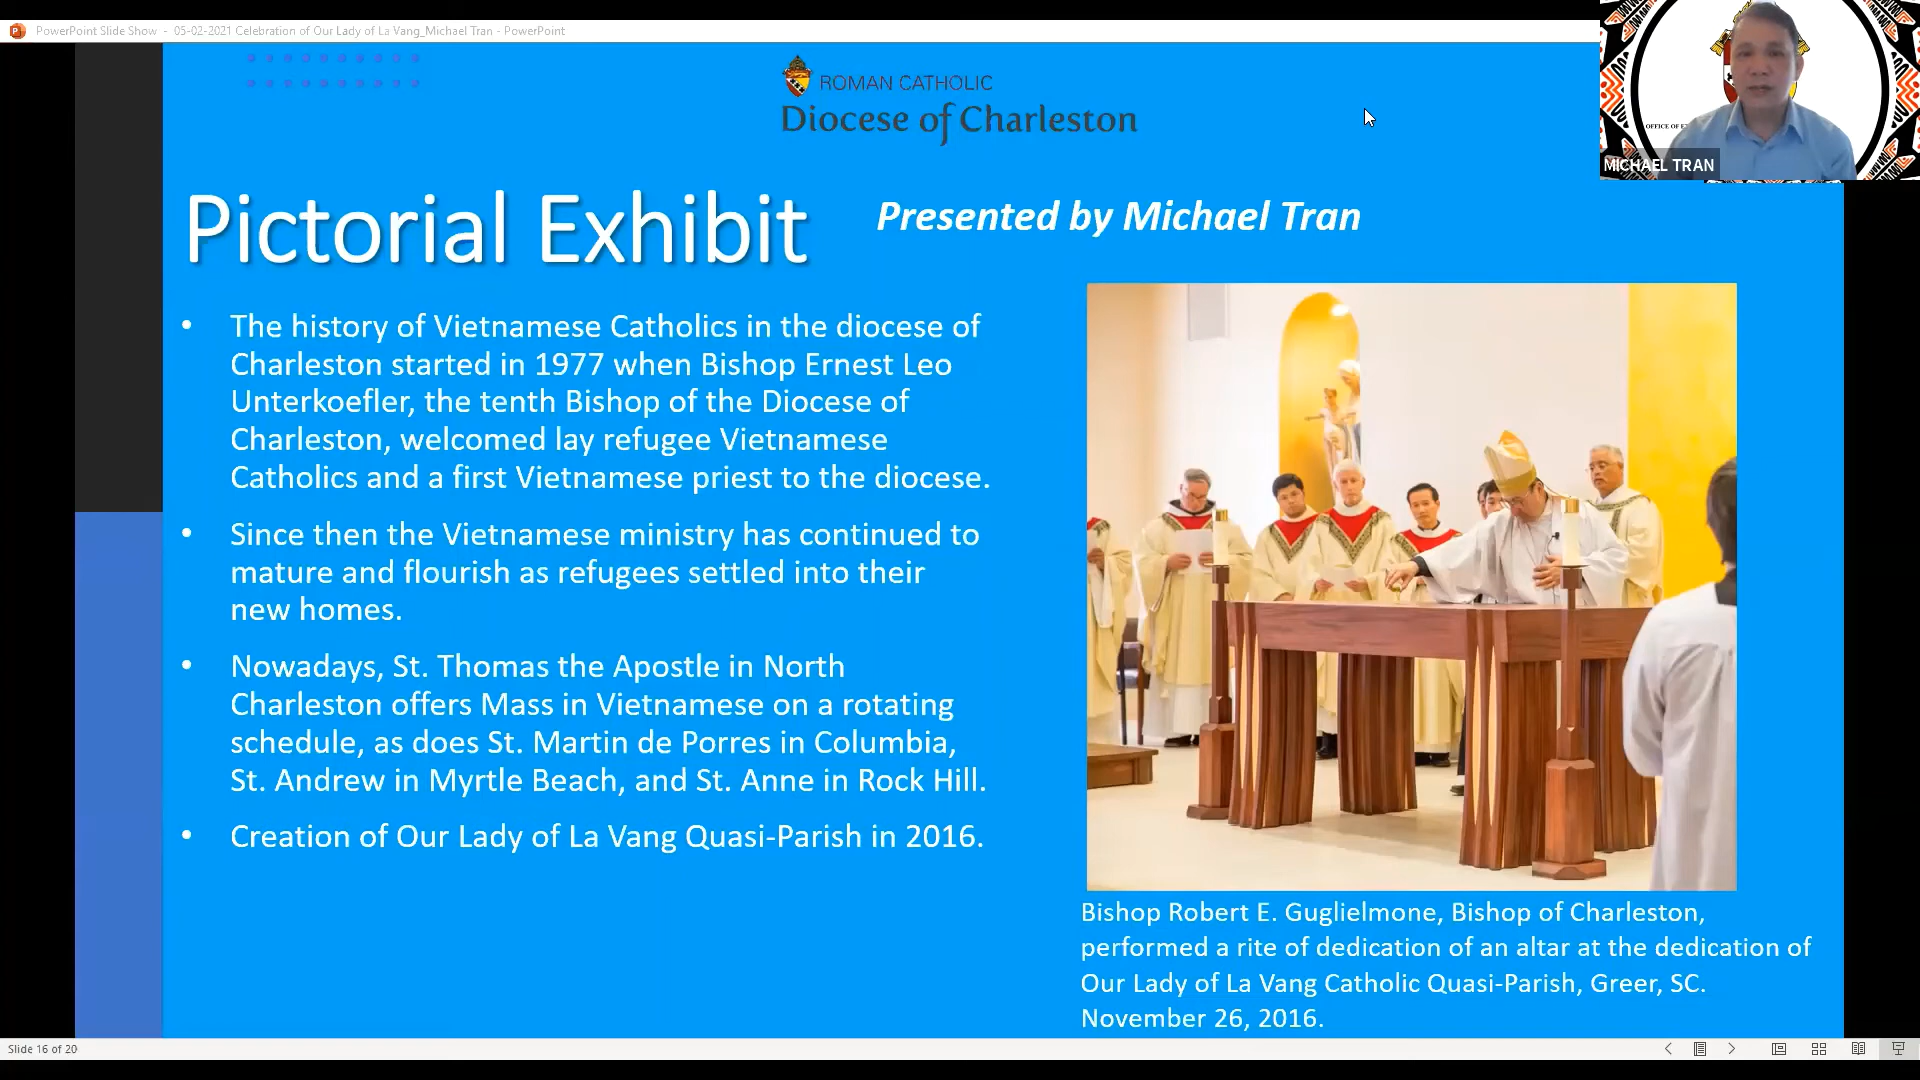 PowerPoint Slide Show - 05-02-2021 Celebration of Our Lady of La Vang_Michael Tran - PowerPoint
ROMAN CATHOLIC
Diocese of Charleston
MICHAEL TRAN
Pictorial Exhibit
Presented by Michael Tran
• The history of Vietnamese Catholics in the diocese of
Charleston started in 1977 when Bishop Ernest Leo
Unterkoefler, the tenth Bishop of the Diocese of
Charleston, welcomed lay refugee Vietnamese
Catholics and a first Vietnamese priest to the diocese.
• Since then the Vietnamese ministry has continued to
mature and flourish as refugees settled into their
new homes.
• Nowadays, St. Thomas the Apostle in North
Charleston offers Mass in Vietnamese on a rotating
schedule, as does St. Martin de Porres in Columbia,
St. Andrew in Myrtle Beach, and St. Anne in Rock Hill.
• Creation of Our Lady of La Vang Quasi-Parish in 2016.
Bishop Robert E. Guglielmone, Bishop of Charleston,
performed a rite of dedication of an altar at the dedication of
Our Lady of La Vang Catholic Quasi-Parish, Greer, SC.
November 26, 2016.
Slide 16 of 20